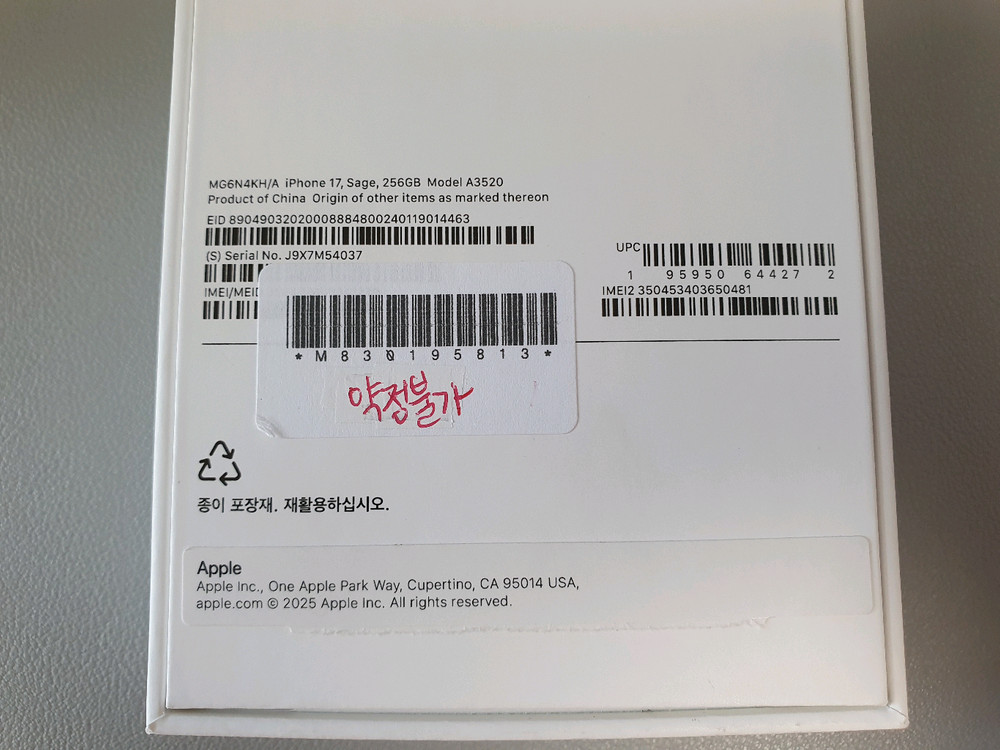 MG6N4KH/A iPhone 17, Sage, 256GB Model A3520
Product of China Origin of other items as marked thereon
EID 89049032020008884800240119014463
(S) Serial No. J9X7M54037
UPC
1 95950 64427 2
IMEI/MEID
IMEI2 350453403650481
*M830195813*
약정불가
종이 포장재. 재활용하십시오.
Apple
Apple Inc., One Apple Park Way, Cupertino, CA 95014 USA,
apple.com © 2025 Apple Inc. All rights reserved.